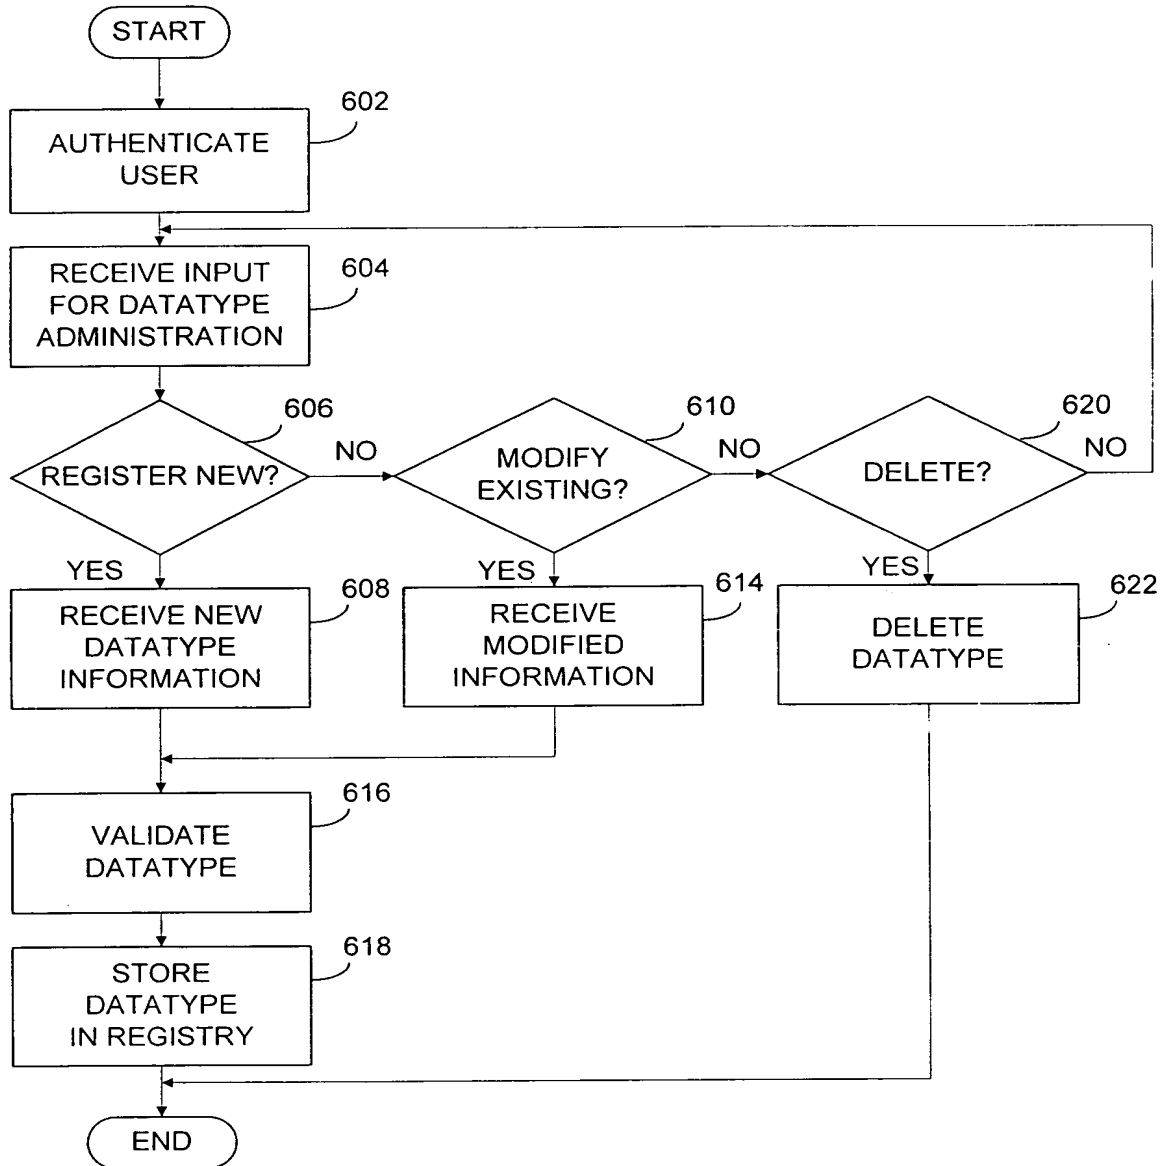 START
602
AUTHENTICATE
USER
604
RECEIVE INPUT
FOR DATATYPE
ADMINISTRATION
606
REGISTER NEW?
NO
610
MODIFY
EXISTING?
NO
620
DELETE?
NO
YES
608
RECEIVE NEW
DATATYPE
INFORMATION
YES
614
RECEIVE
MODIFIED
INFORMATION
YES
622
DELETE
DATATYPE
616
VALIDATE
DATATYPE
618
STORE
DATATYPE
IN REGISTRY
END